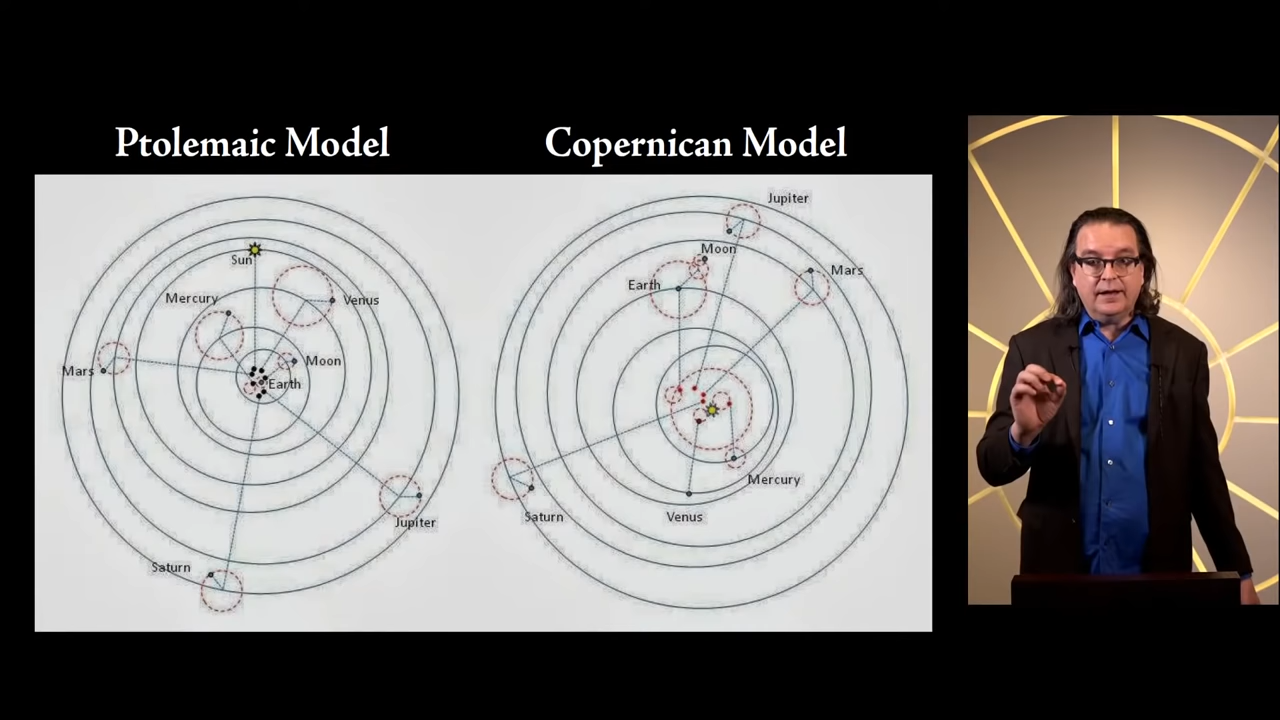 Ptolemaic Model
Copernican Model
Sun
Mercury
Venus
Moon
Mars
Earth
Jupiter
Saturn
Jupiter
Moon
Mars
Earth
Mercury
Saturn
Venus